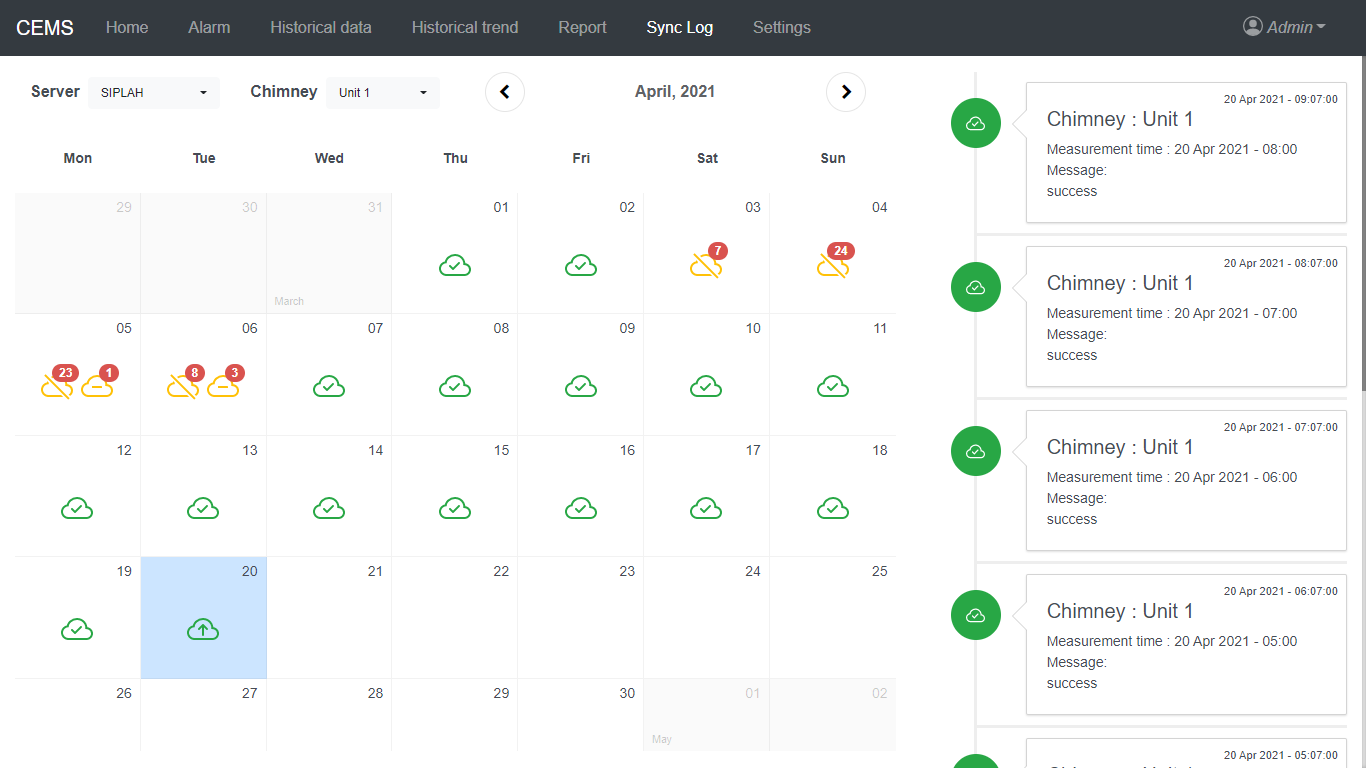 CEMS Home Alarm Historical data Historical trend Report Sync Log Settings Admin
Server SIPLAH Chimney Unit 1 April, 2021
Mon Tue Wed Thu Fri Sat Sun
29 30 31 01 02 03 04
7 24
March
05 06 07 08 09 10 11
23 1 8 3
12 13 14 15 16 17 18
19 20 21 22 23 24 25
26 27 28 29 30 01 02
May
20 Apr 2021 - 09:07:00
Chimney : Unit 1
Measurement time : 20 Apr 2021 - 08:00
Message:
success
20 Apr 2021 - 08:07:00
Chimney : Unit 1
Measurement time : 20 Apr 2021 - 07:00
Message:
success
20 Apr 2021 - 07:07:00
Chimney : Unit 1
Measurement time : 20 Apr 2021 - 06:00
Message:
success
20 Apr 2021 - 06:07:00
Chimney : Unit 1
Measurement time : 20 Apr 2021 - 05:00
Message:
success
20 Apr 2021 - 05:07:00